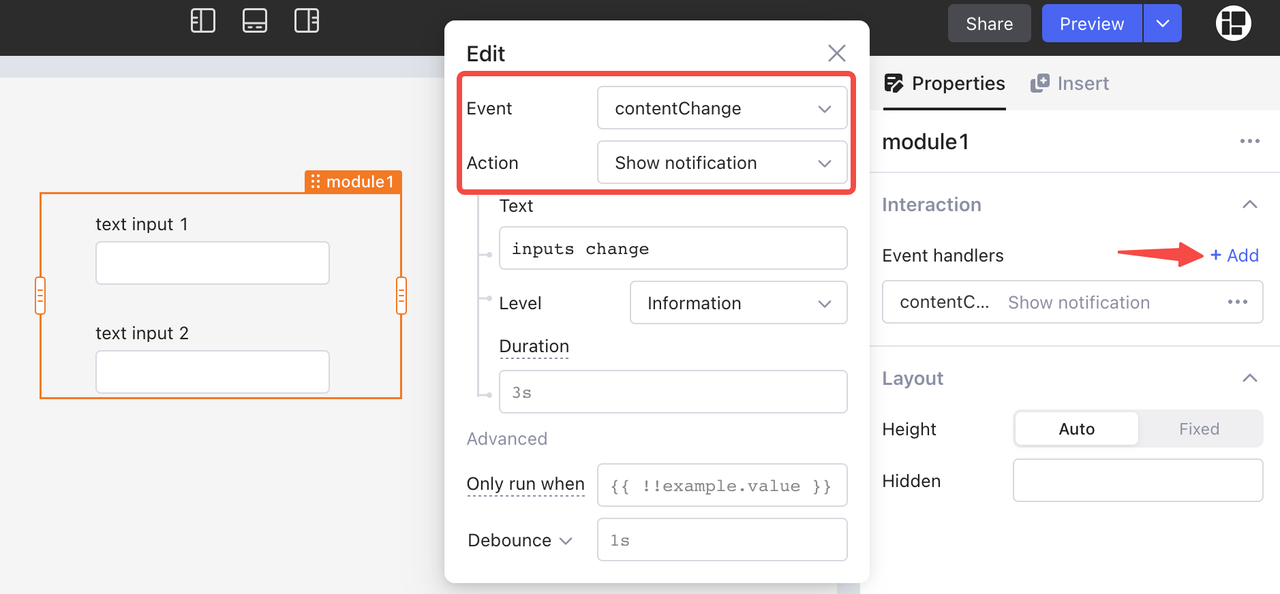 Share
Preview
module1
text input 1
text input 2
Edit
Event
contentChange
Action
Show notification
Text
inputs change
Level
Information
Duration
3s
Advanced
Only run when
{{ !!example.value }}
Debounce
1s
Properties
Insert
module1
Interaction
Event handlers
+ Add
contentC...
Show notification
Layout
Height
Auto
Fixed
Hidden